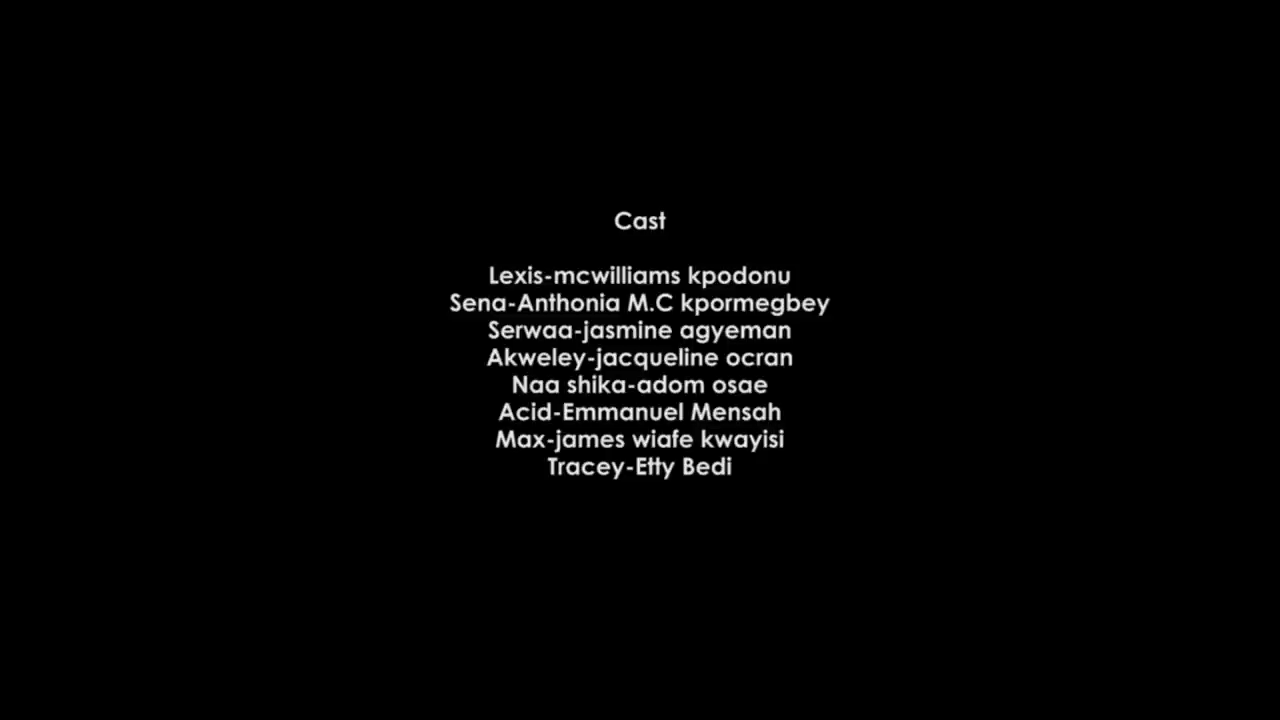 Cast
Lexis-mcwilliams kpodonu
Sena-Anthonia M.C kpormegbey
Serwaa-jasmine agyeman
Akweley-jacqueline ocran
Naa shika-adom osae
Acid-Emmanuel Mensah
Max-james wiafe kwayisi
Tracey-Etty Bedi